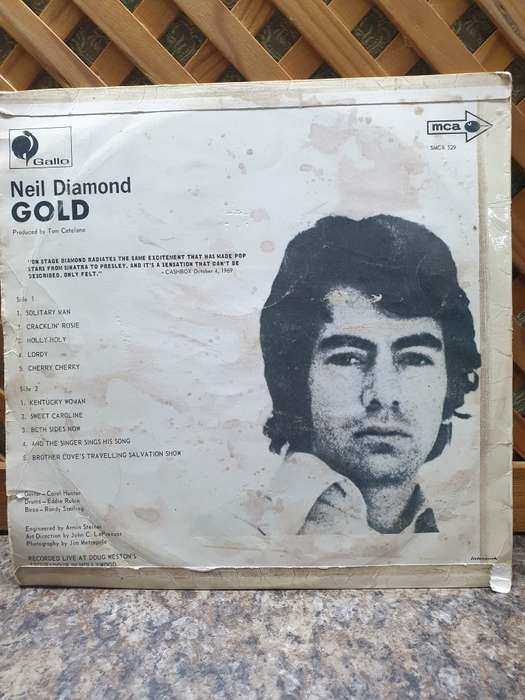 Gallo
mca
SMCA 529
Neil Diamond
GOLD
Produced by Tom Catalano
"ON STAGE DIAMOND RADIATES THE SAME EXCITEMENT THAT HAS MADE POP
STARS FROM SINATRA TO PRESLEY, AND IT'S A SENSATION THAT CAN'T BE
DESCRIBED, ONLY FELT."
– CASHBOX October 4, 1969
Side 1
1. SOLITARY MAN
2. CRACKLIN' ROSIE
3. HOLLY HOLY
4. LORDY
5. CHERRY CHERRY
Side 2
1. KENTUCKY WOMAN
2. SWEET CAROLINE
3. BOTH SIDES NOW
4. AND THE SINGER SINGS HIS SONG
5. BROTHER LOVE'S TRAVELLING SALVATION SHOW
Guitar – Carol Hunter
Drums – Eddie Rubin
Bass – Randy Sterling
Engineered by Armin Steiner
Art Direction by John C. LePrevost
Photography by Jim Metropole
RECORDED LIVE AT DOUG WESTON'S